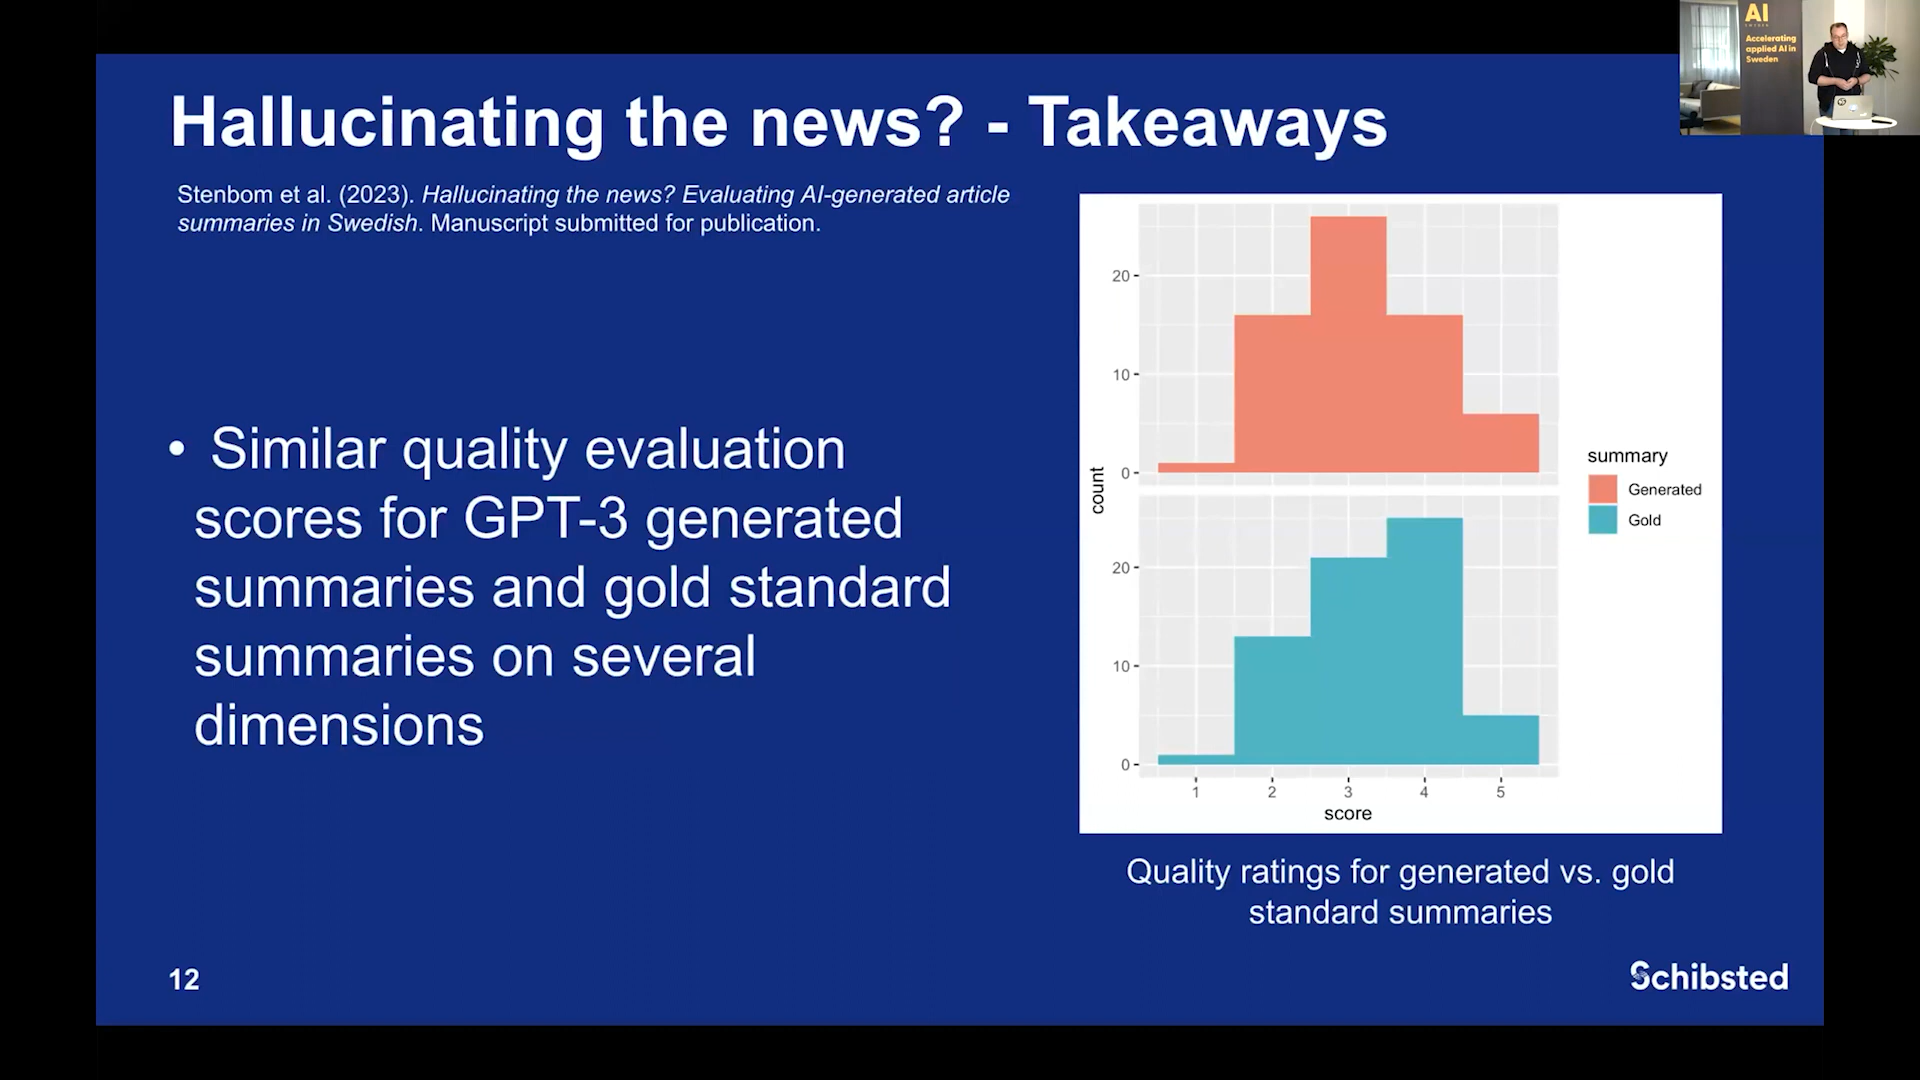 AI
Accelerating
applied AI in
Sweden
Hallucinating the news? - Takeaways
Stenbom et al. (2023). Hallucinating the news? Evaluating AI-generated article
summaries in Swedish. Manuscript submitted for publication.
• Similar quality evaluation
scores for GPT-3 generated
summaries and gold standard
summaries on several
dimensions
20
10
0
count
20
10
0
1 2 3 4 5
score
summary
Generated
Gold
Quality ratings for generated vs. gold
standard summaries
12
Schibsted